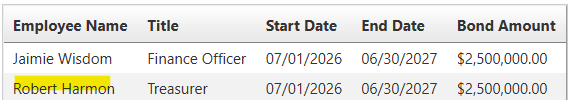 Employee Name Title Start Date End Date Bond Amount
Jaimie Wisdom Finance Officer 07/01/2026 06/30/2027 $2,500,000.00
Robert Harmon Treasurer 07/01/2026 06/30/2027 $2,500,000.00